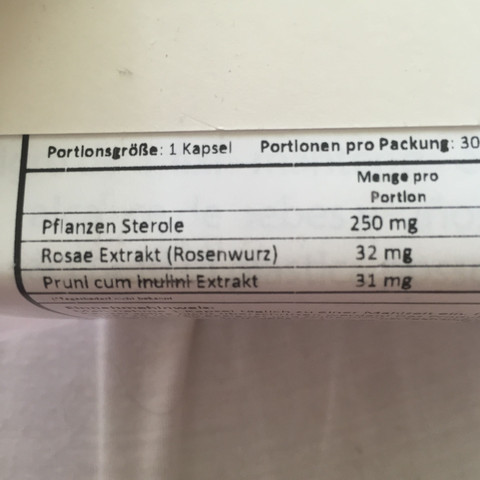 Portionsgröße: 1 Kapsel Portionen pro Packung: 30
Menge pro
Portion
Pflanzen Sterole 250 mg
Rosae Extrakt (Rosenwurz) 32 mg
Pruni cum inulini Extrakt 31 mg
Einnahmehinweis: